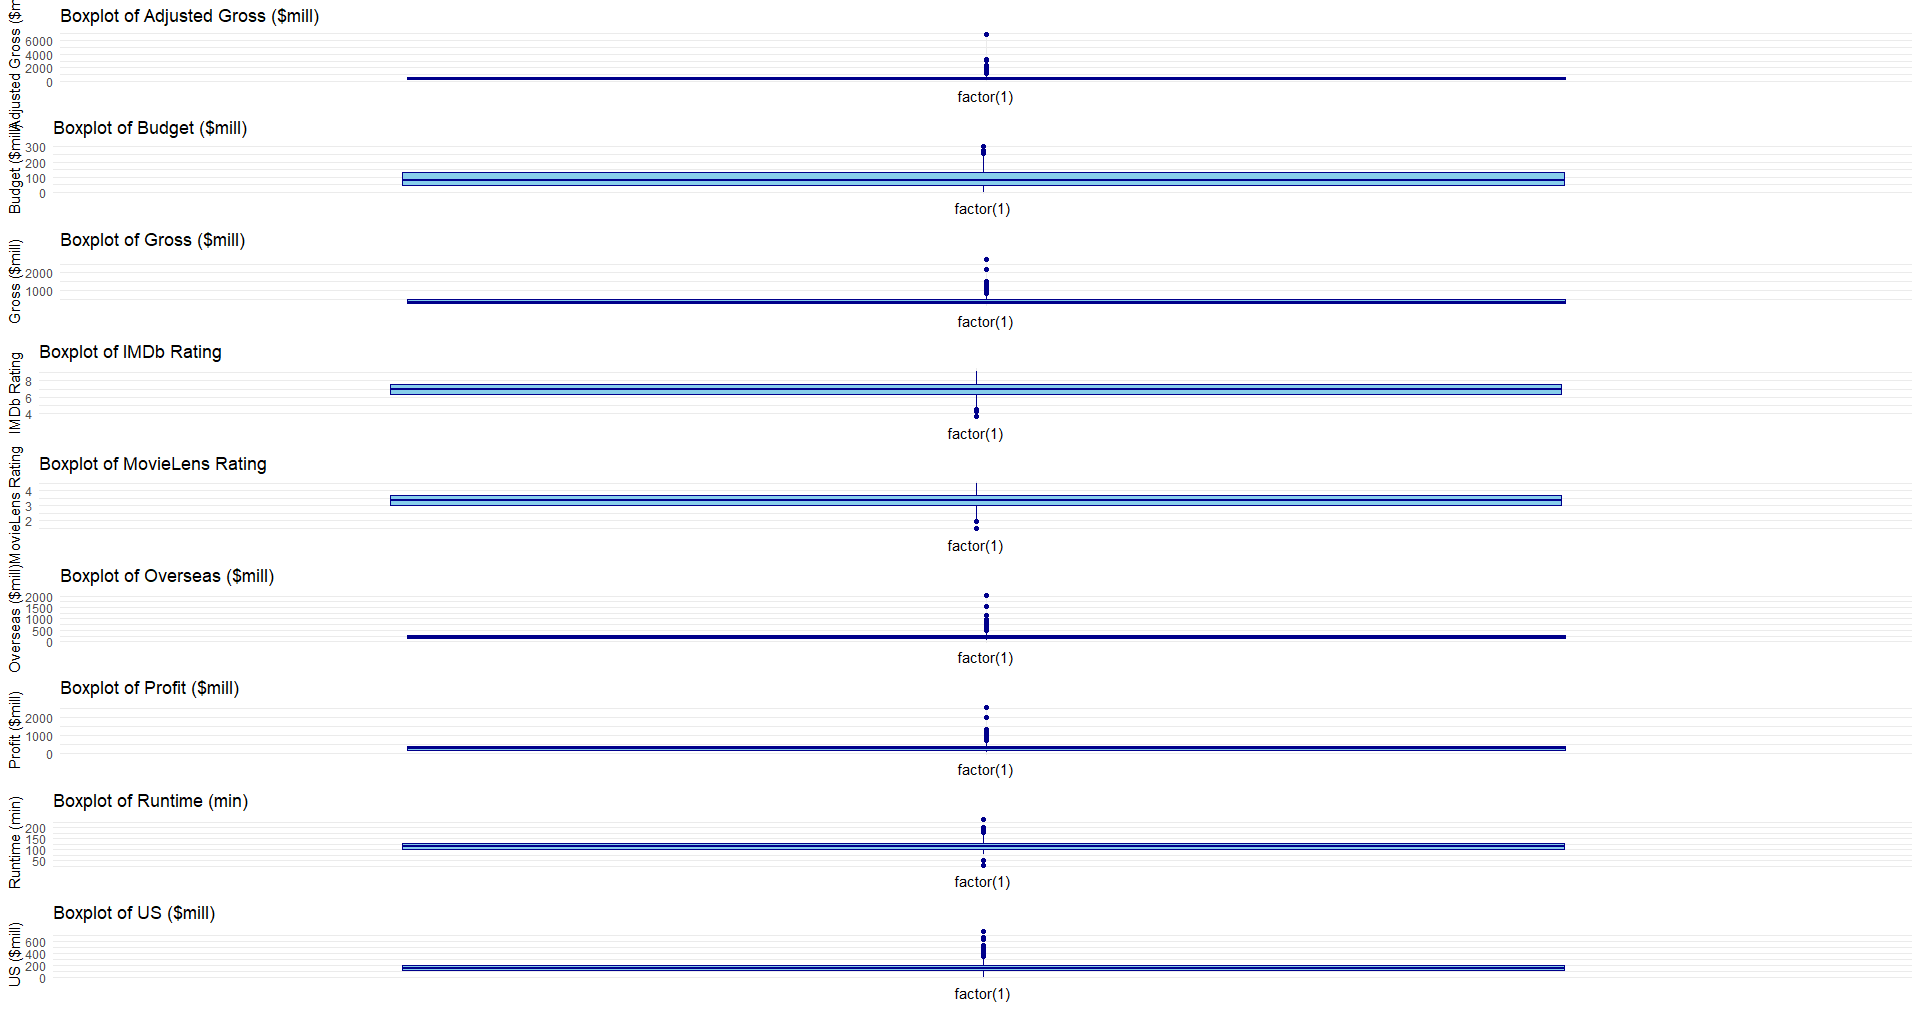 Boxplot of Adjusted Gross ($mill)
Adjusted Gross ($m
6000
4000
2000
0
factor(1)
Boxplot of Budget ($mill)
Budget ($mill)
300
200
100
0
factor(1)
Boxplot of Gross ($mill)
Gross ($mill)
2000
1000
factor(1)
Boxplot of IMDb Rating
IMDb Rating
8
6
4
factor(1)
Boxplot of MovieLens Rating
MovieLens Rating
4
3
2
factor(1)
Boxplot of Overseas ($mill)
Overseas ($mill)
2000
1500
1000
500
0
factor(1)
Boxplot of Profit ($mill)
Profit ($mill)
2000
1000
0
factor(1)
Boxplot of Runtime (min)
Runtime (min)
200
150
100
50
factor(1)
Boxplot of US ($mill)
US ($mill)
600
400
200
0
factor(1)